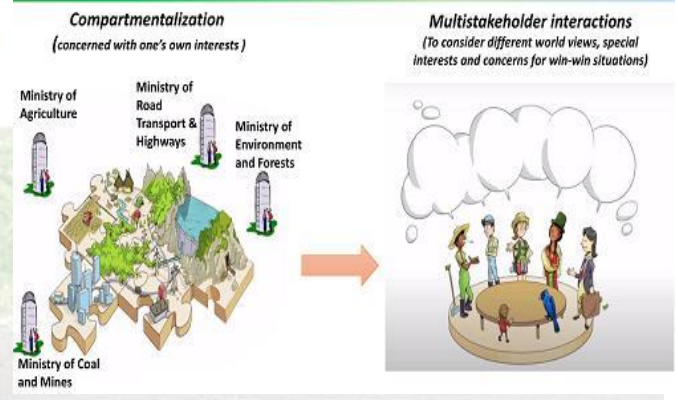 Compartmentalization
(concerned with one's own interests )
Ministry of
Agriculture
Ministry of
Road
Transport &
Highways
Ministry of
Environment
and Forests
Ministry of Coal
and Mines
Multistakeholder interactions
(To consider different world views, special
interests and concerns for win-win situations)